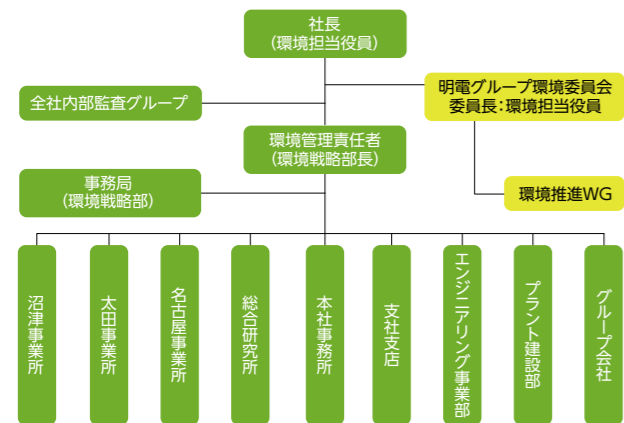 社長
（環境担当役員）
全社内部監査グループ
明電グループ環境委員会
委員長：環境担当役員
環境管理責任者
（環境戦略部長）
事務局
（環境戦略部）
環境推進WG
沼津事業所
太田事業所
名古屋事業所
総合研究所
本社事務所
支社支店
エンジニアリング事業部
プラント建設部
グループ会社